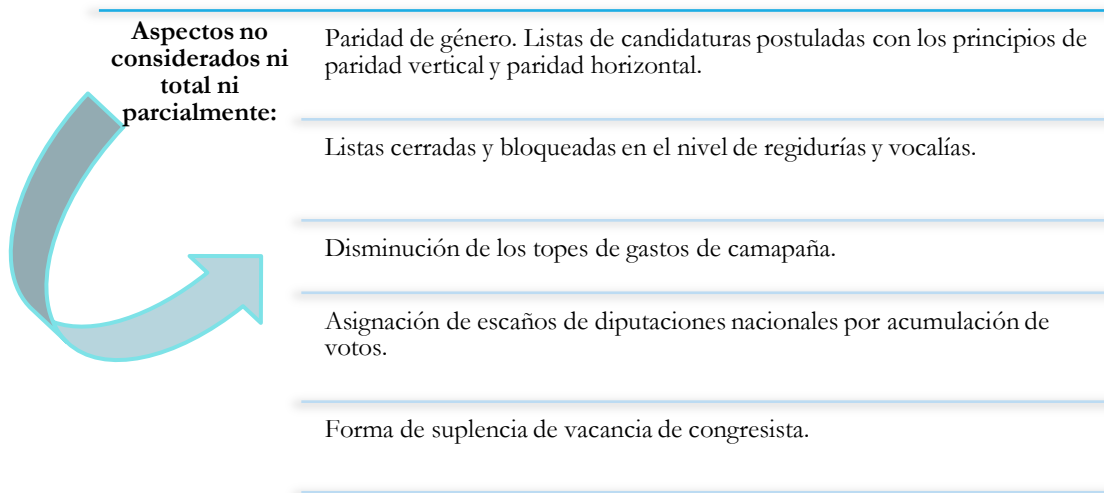 Aspectos no
considerados ni
total ni
parcialmente:
Paridad de género. Listas de candidaturas postuladas con los principios de
paridad vertical y paridad horizontal.
Listas cerradas y bloqueadas en el nivel de regidurías y vocalías.
Disminución de los topes de gastos de camapaña.
Asignación de escaños de diputaciones nacionales por acumulación de
votos.
Forma de suplencia de vacancia de congresista.